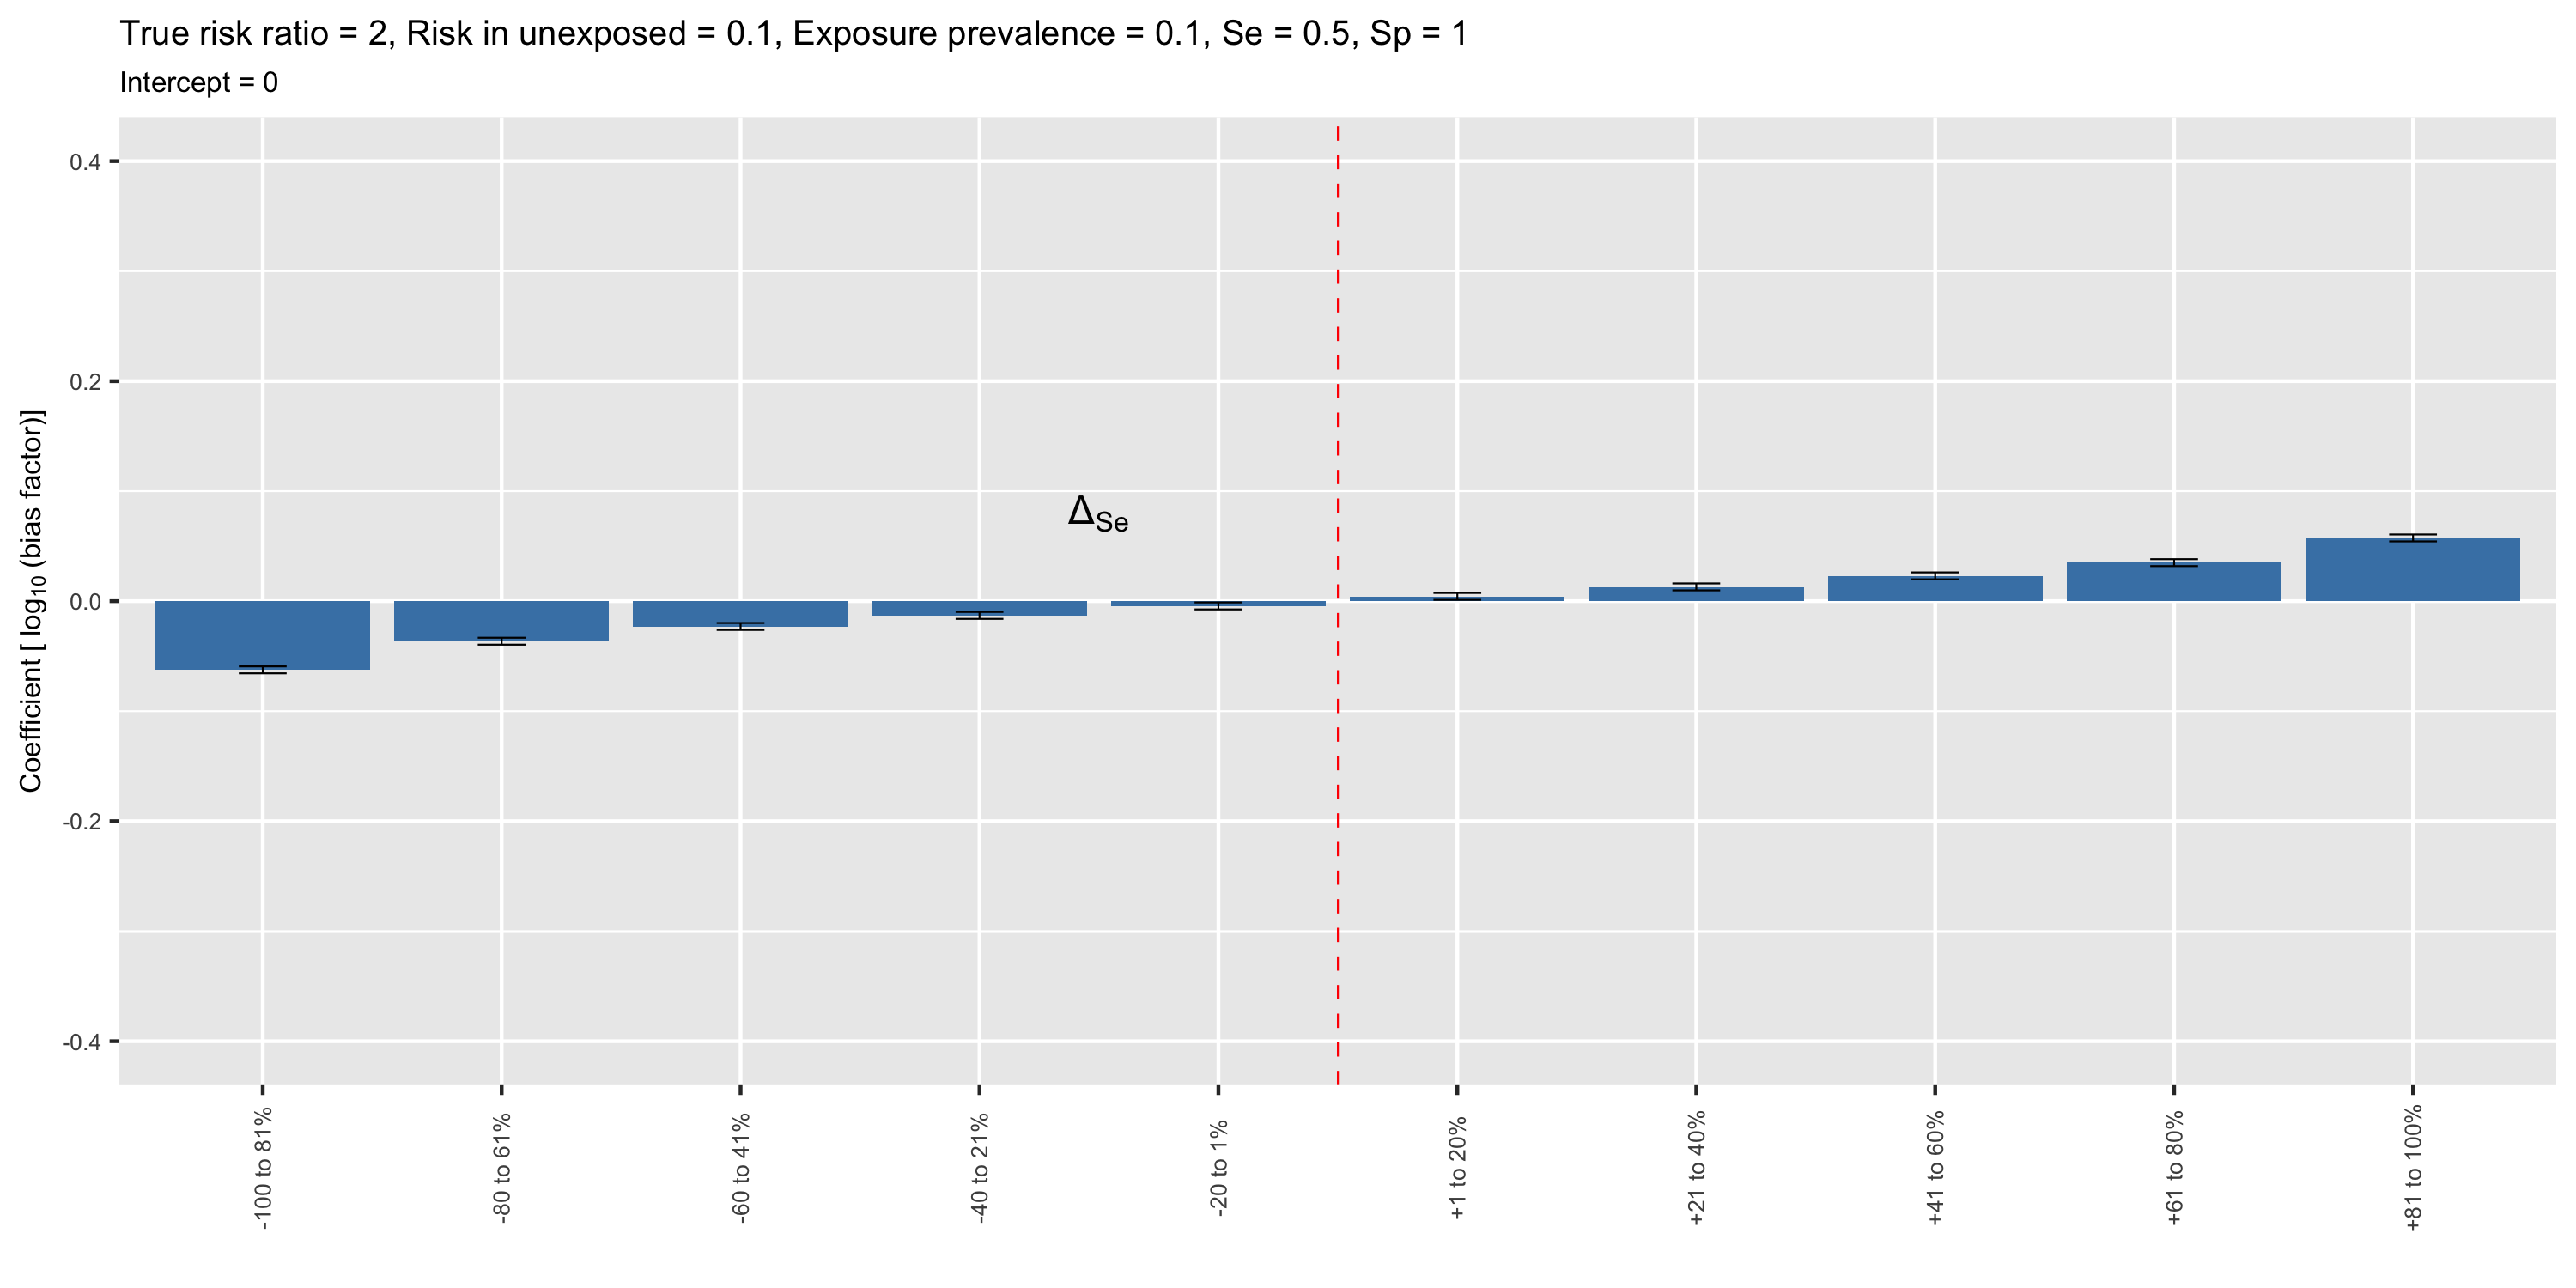 True risk ratio = 2, Risk in unexposed = 0.1, Exposure prevalence = 0.1, Se = 0.5, Sp = 1
Intercept = 0
Coefficient [ log10 (bias factor)]
0.4
0.2
0.0
-0.2
-0.4
ΔSe
-100 to 81%
-80 to 61%
-60 to 41%
-40 to 21%
-20 to 1%
+1 to 20%
+21 to 40%
+41 to 60%
+61 to 80%
+81 to 100%